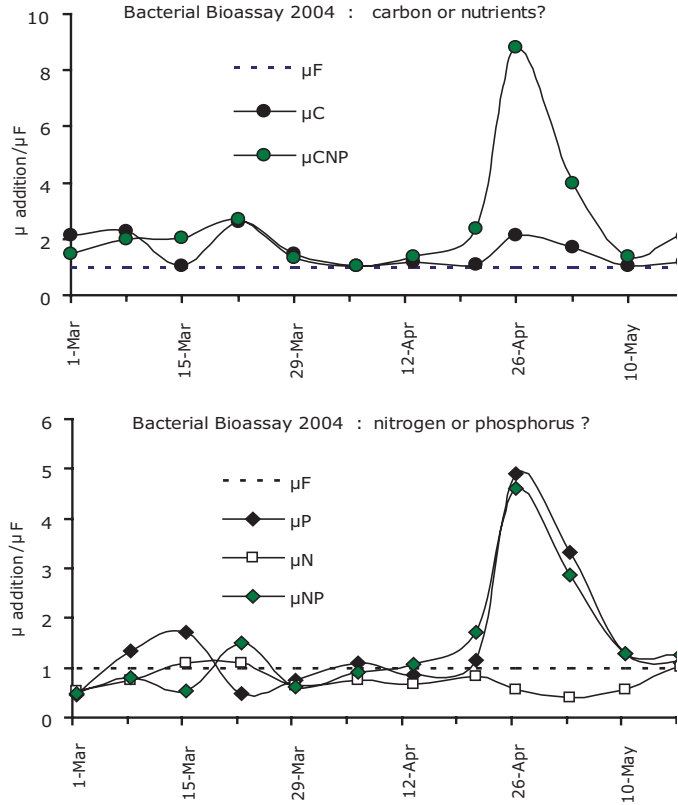 Bacterial Bioassay 2004 : carbon or nutrients?
10
8
6
4
2
0
µ addition/µF
µF
µC
µCNP
1-Mar
15-Mar
29-Mar
12-Apr
26-Apr
10-May
Bacterial Bioassay 2004 : nitrogen or phosphorus ?
6
5
4
3
2
1
0
µ addition/µF
µF
µP
µN
µNP
1-Mar
15-Mar
29-Mar
12-Apr
26-Apr
10-May